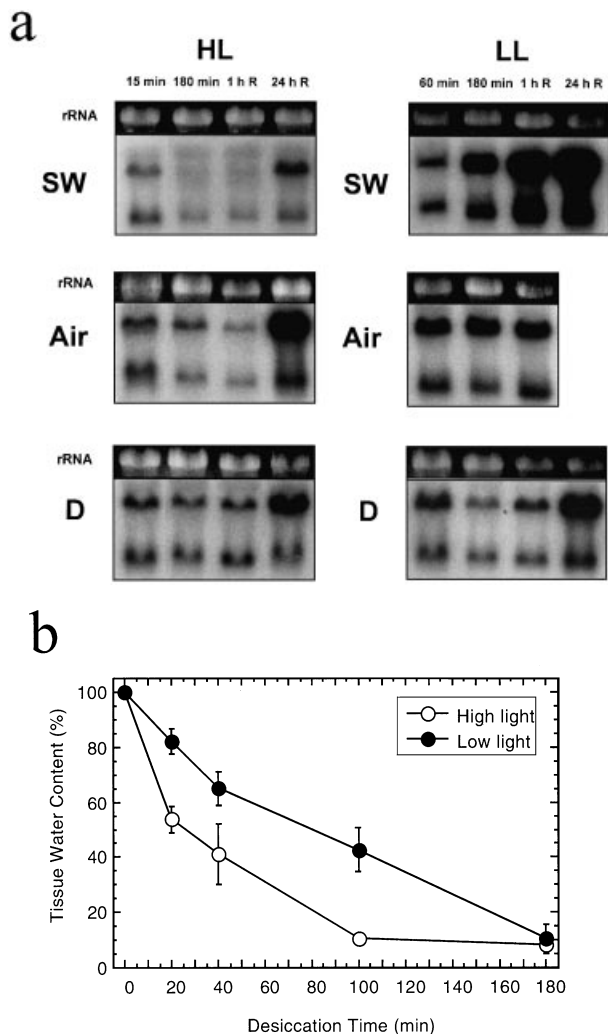 a
HL LL
15 min 180 min 1 h R 24 h R 60 min 180 min 1 h R 24 h R
rRNA
SW SW
rRNA
Air Air
rRNA
D D
b
Tissue Water Content (%)
100
80
60
40
20
0
High light
Low light
0 20 40 60 80 100 120 140 160 180
Desiccation Time (min)